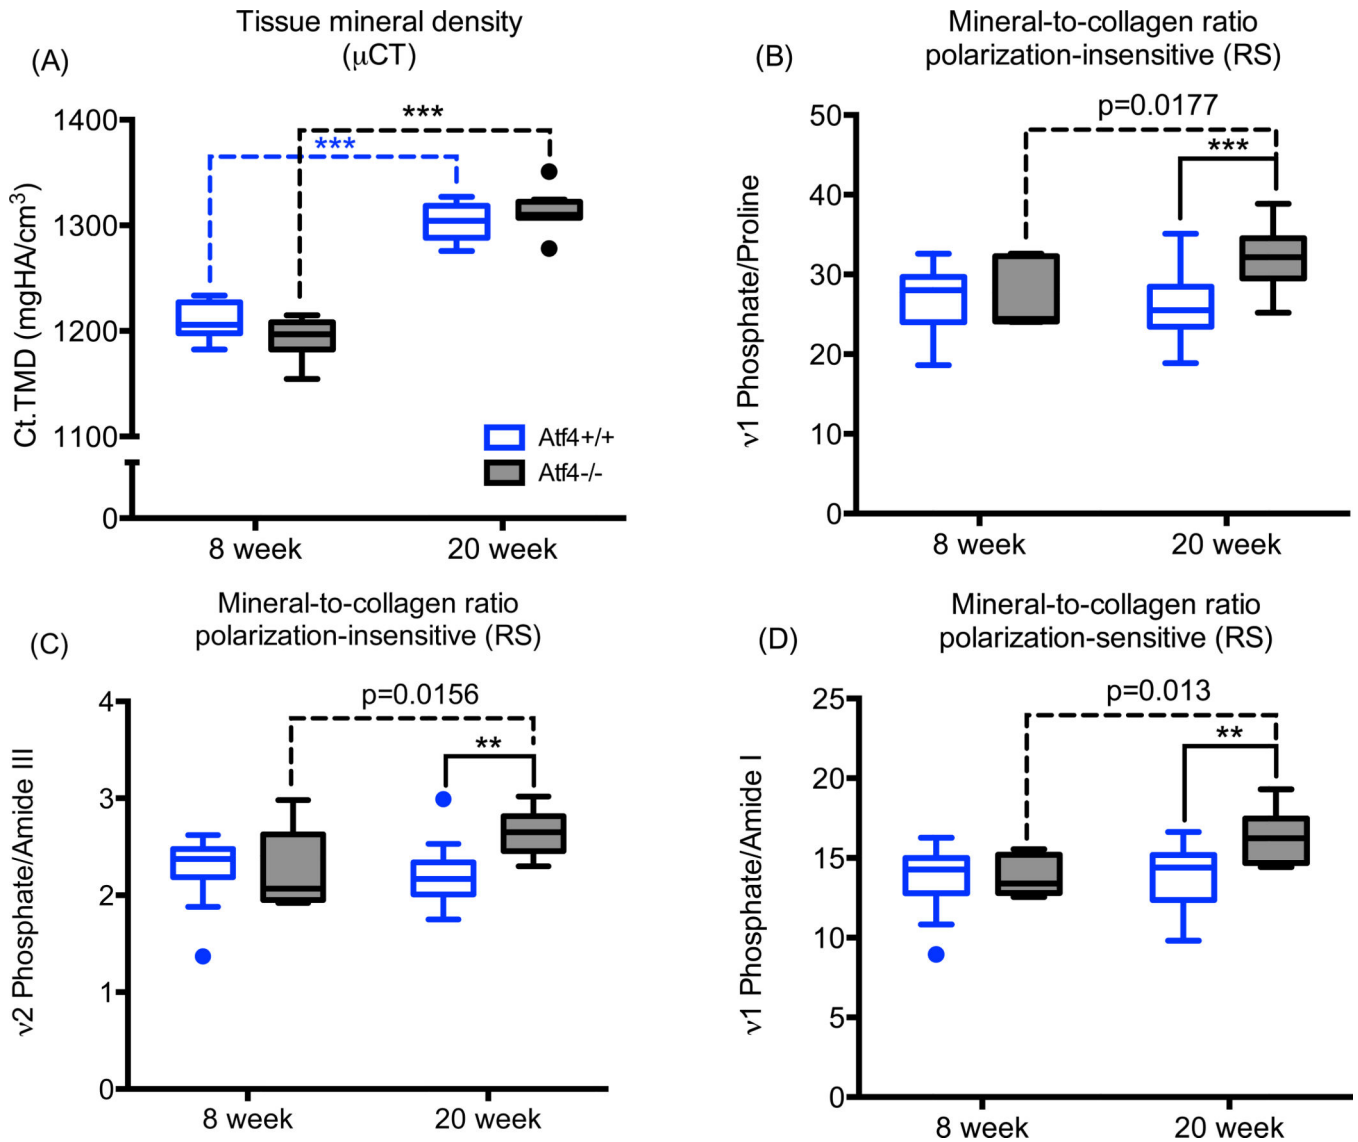 Tissue mineral density
(μCT)
(A)
***
***
1400
1300
1200
1100
0
Ct.TMD (mgHA/cm³)
Atf4+/+
Atf4-/-
8 week
20 week
Mineral-to-collagen ratio
polarization-insensitive (RS)
(B)
p=0.0177
***
50
40
30
20
10
0
ν1 Phosphate/Proline
8 week
20 week
Mineral-to-collagen ratio
polarization-insensitive (RS)
(C)
p=0.0156
**
4
3
2
1
0
ν2 Phosphate/Amide III
8 week
20 week
Mineral-to-collagen ratio
polarization-sensitive (RS)
(D)
p=0.013
**
25
20
15
10
5
0
ν1 Phosphate/Amide I
8 week
20 week